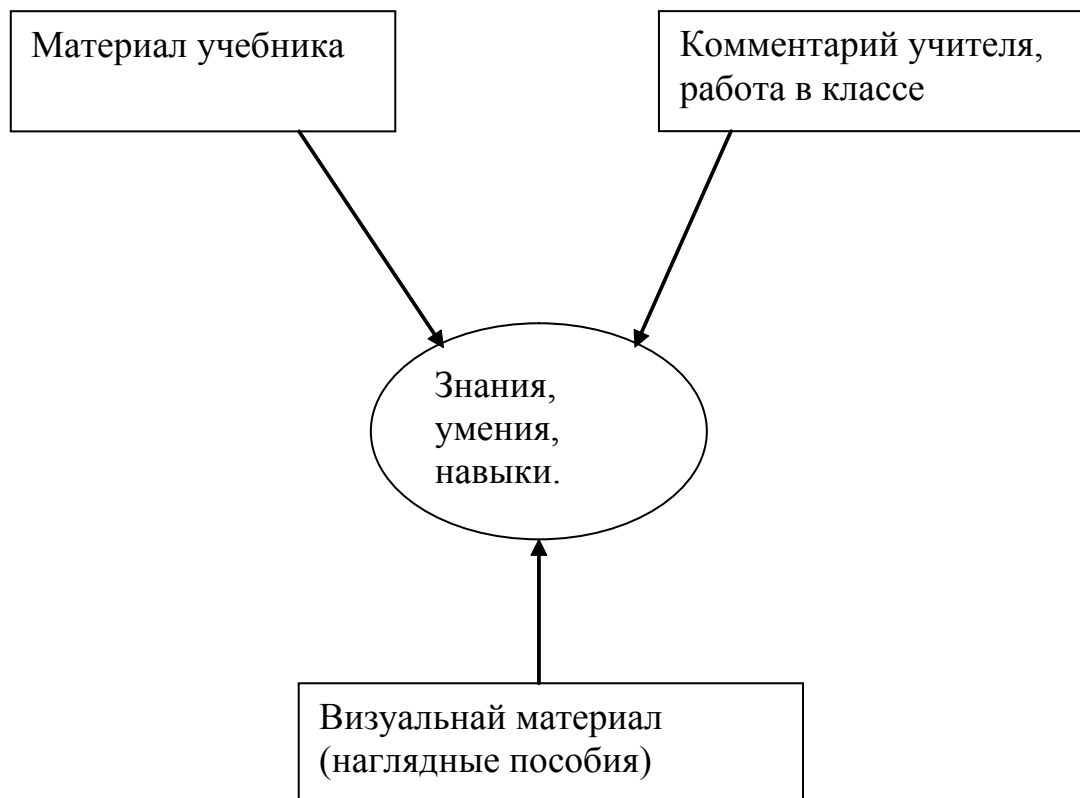 Материал учебника
Комментарий учителя,
работа в классе
Знания,
умения,
навыки.
Визуальнай материал
(наглядные пособия)